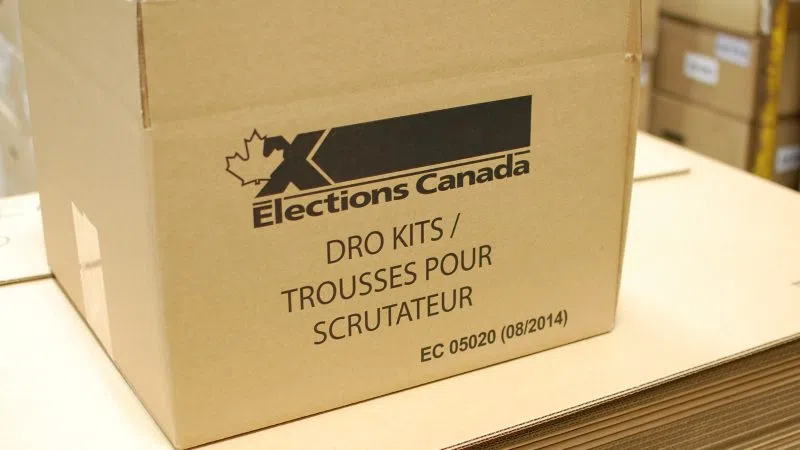 Élections Canada
DRO KITS /
TROUSSES POUR
SCRUTATEUR
EC 05020 (08/2014)